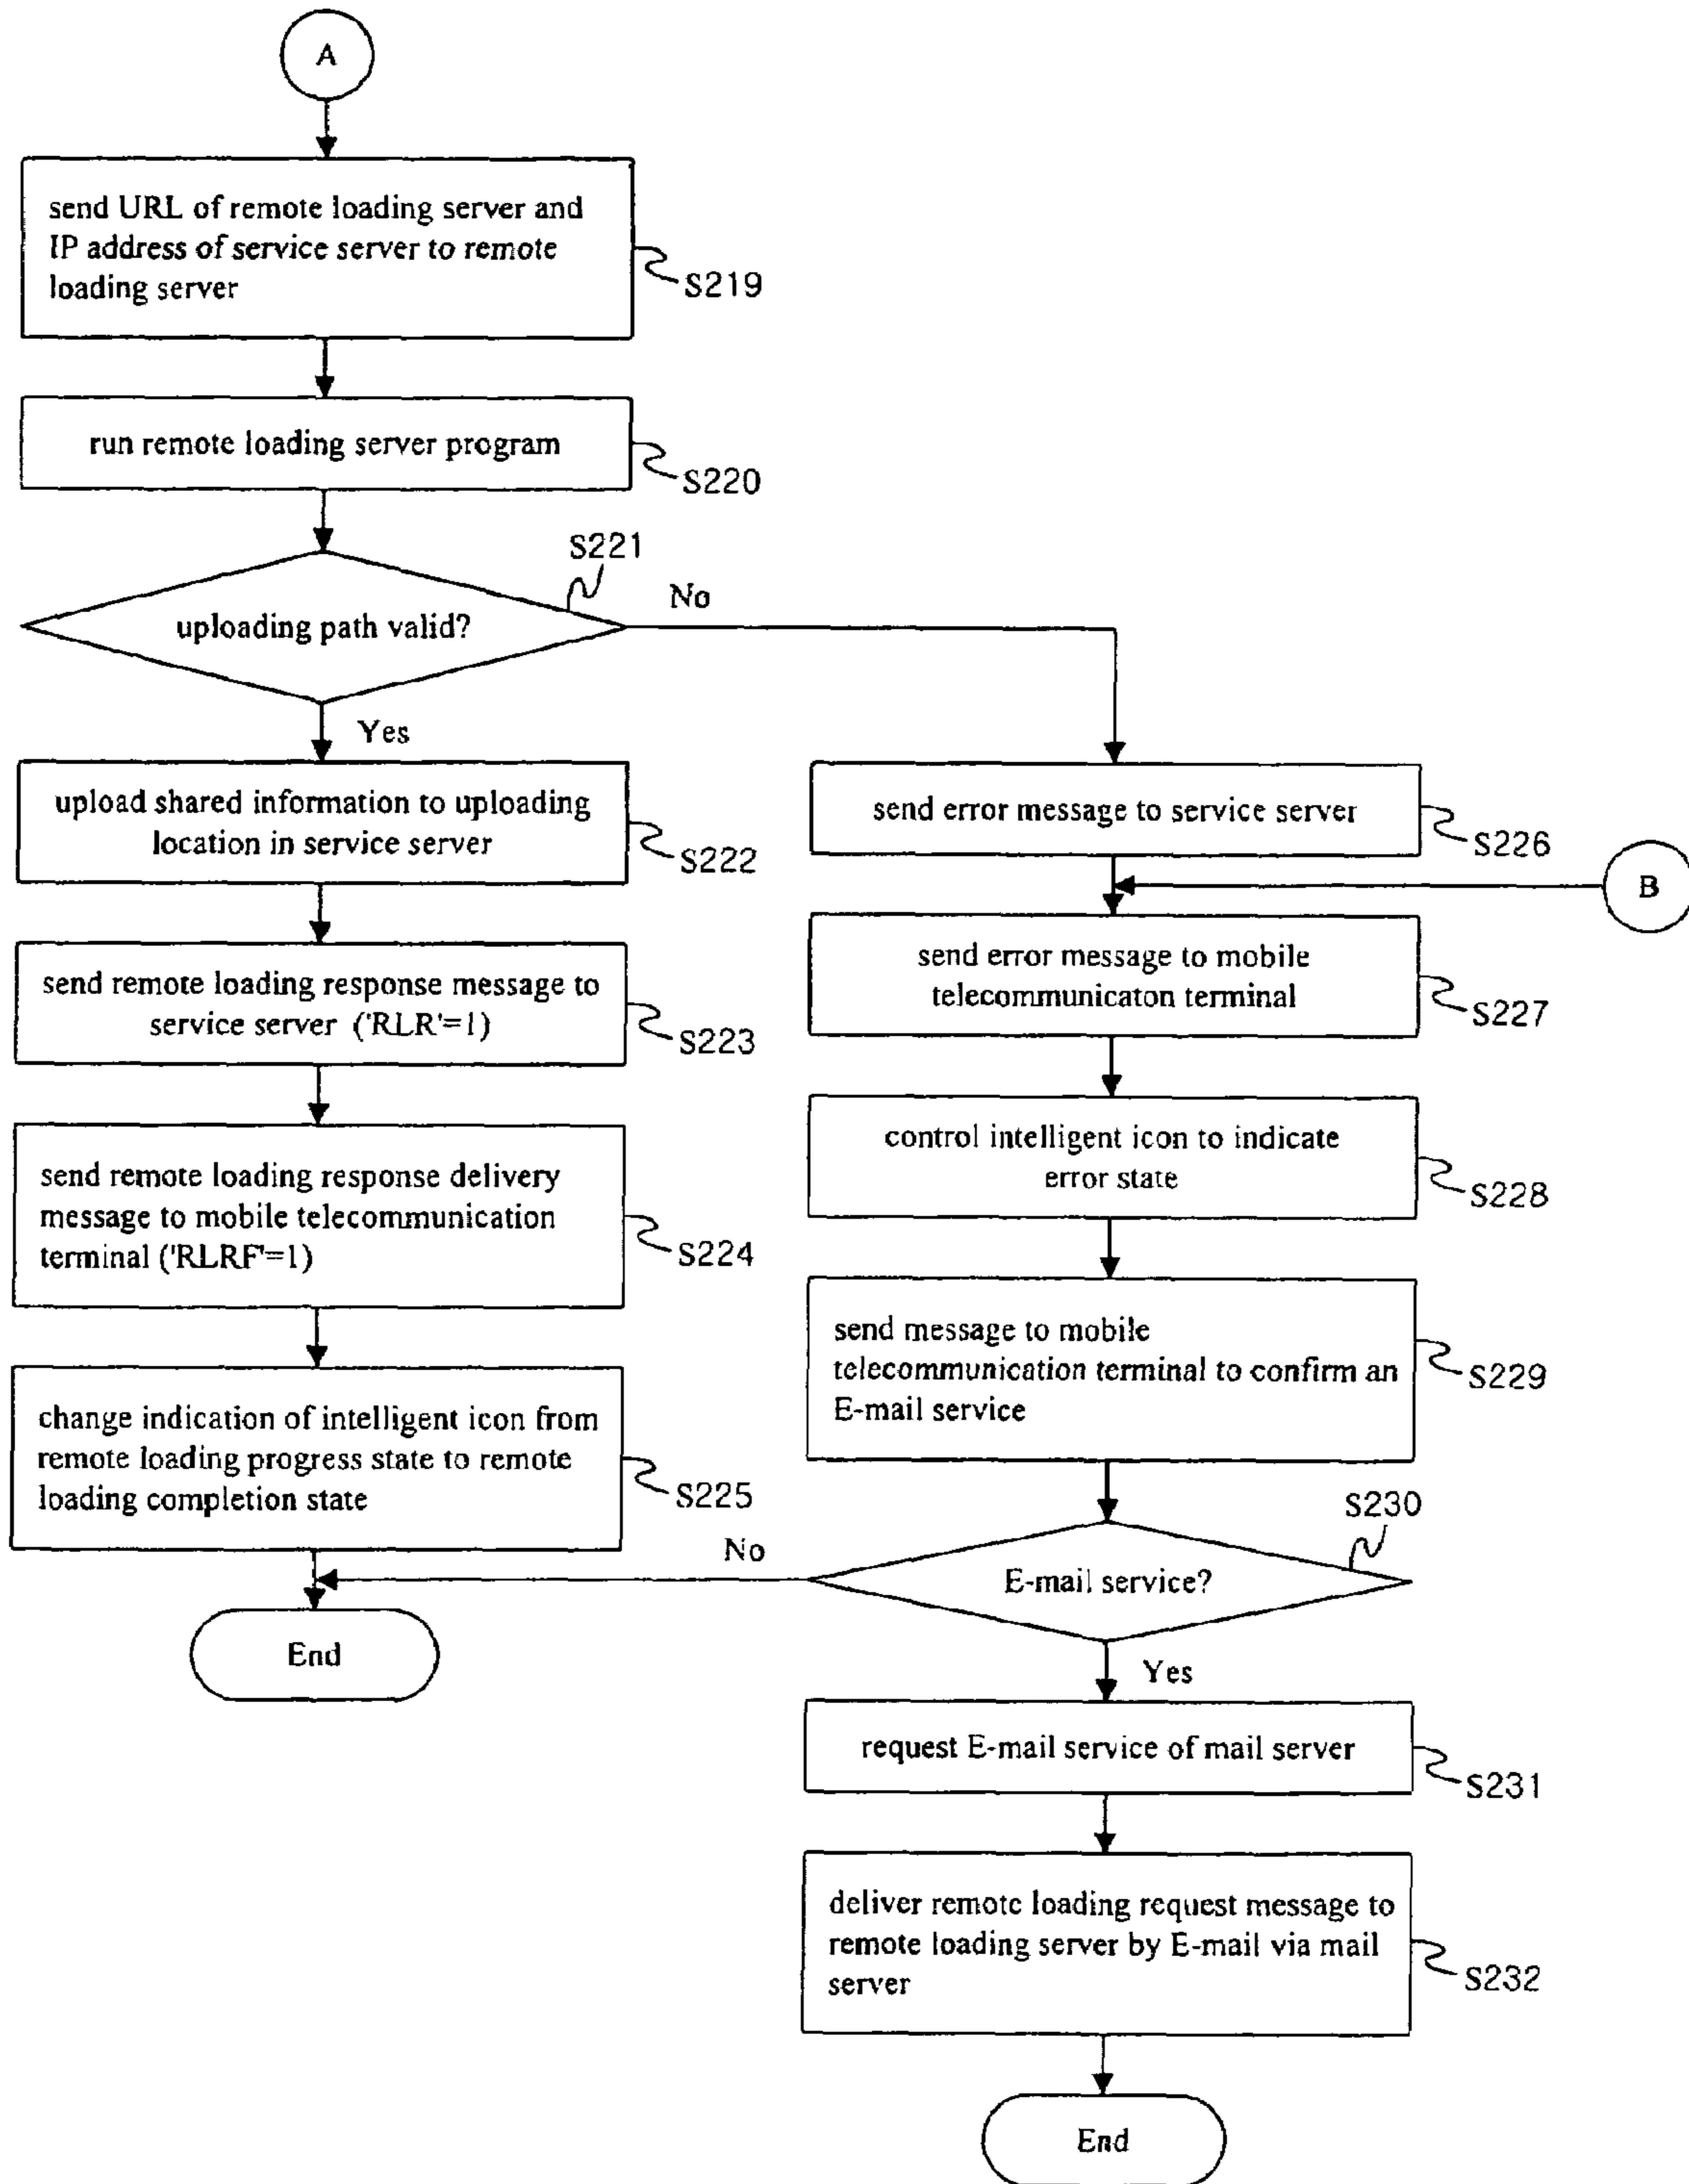 A
send URL of remote loading server and
IP address of service server to remote
loading server
S219
run remote loading server program
S220
S221
uploading path valid?
No
Yes
upload shared information to uploading
location in service server
S222
send remote loading response message to
service server ('RLR'=1)
S223
send remote loading response delivery
message to mobile telecommunication
terminal ('RLRF'=1)
S224
change indication of intelligent icon from
remote loading progress state to remote
loading completion state
S225
End
send error message to service server
S226
B
send error message to mobile
telecommunicaton terminal
S227
control intelligent icon to indicate
error state
S228
send message to mobile
telecommunication terminal to confirm an
E-mail service
S229
S230
E-mail service?
No
Yes
request E-mail service of mail server
S231
deliver remote loading request message to
remote loading server by E-mail via mail
server
S232
End